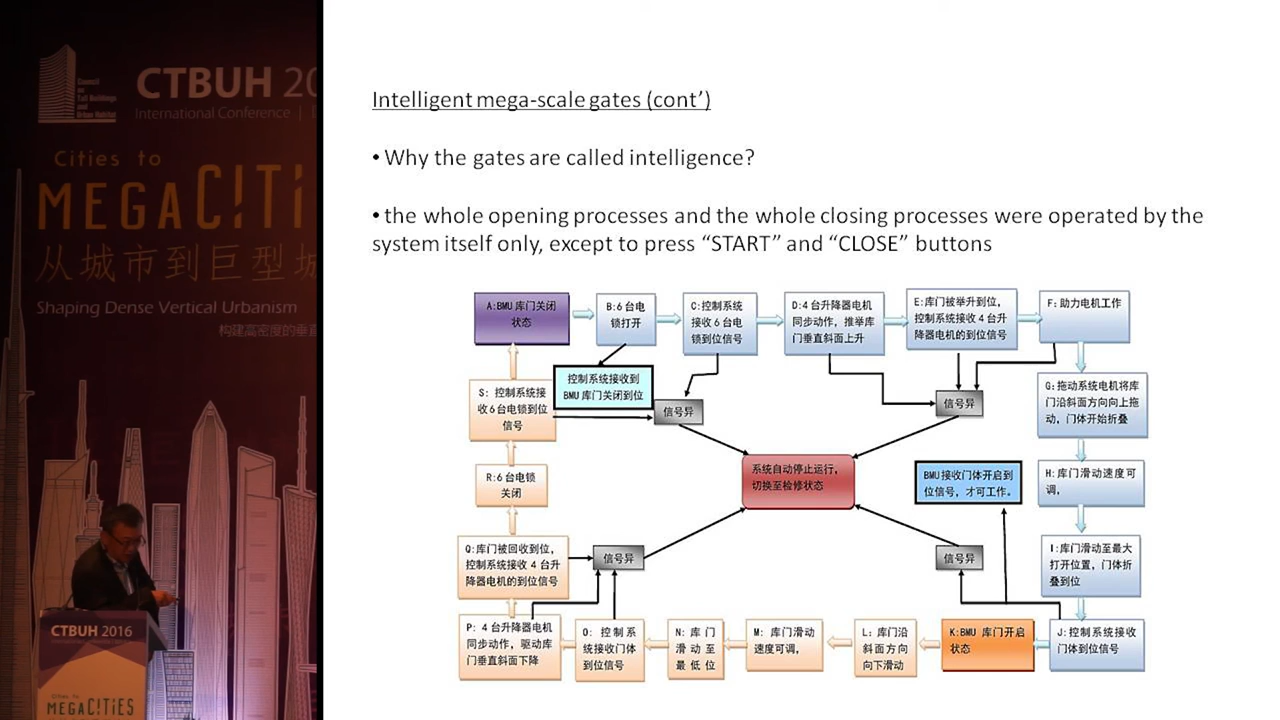 Council
on
Tall Buildings
and
Urban Habitat
CTBUH 20
International Conference |
Cities to
MEGAC!Ti
从城市到巨型城
Shaping Dense Vertical Urbanism
构建高密度的垂直
CTBUH 2016
Cities to
MEGAC!TiES
Intelligent mega-scale gates (cont’)
• Why the gates are called intelligence?
• the whole opening processes and the whole closing processes were operated by the
system itself only, except to press “START” and “CLOSE” buttons
A:BMU 库门关闭
状态
B:6 台电
锁打开
C:控制系统
接收 6 台电
锁到位信号
D:4 台升降器电机
同步动作，推举库
门垂直斜面上升
E:库门被举升到位，
控制系统接收 4 台升
降器电机的到位信号
F:助力电机工作
控制系统接收到
BMU 库门关闭到位
S: 控制系统接
收 6 台电锁到位
信号
信号异
信号异
G:拖动系统电机将库
门沿斜面方向向上拖
动，门体开始折叠
系统自动停止运行，
切换至检修状态
BMU 接收门体开启到
位信号，才可工作。
H:库门滑动速度可
调，
R:6 台电锁
关闭
Q:库门被回收到位，
控制系统接收 4 台升
降器电机的到位信号
信号异
信号异
I:库门滑动至最大
打开位置，门体折
叠到位
P: 4 台升降器电机
同步动作，驱动库
门垂直斜面下降
O: 控制系
统接收门体
到位信号
N: 库门
滑动至
最低位
M: 库门滑动
速度可调，
L: 库门沿
斜面方向
向下滑动
K:BMU 库门开启
状态
J:控制系统接收
门体到位信号